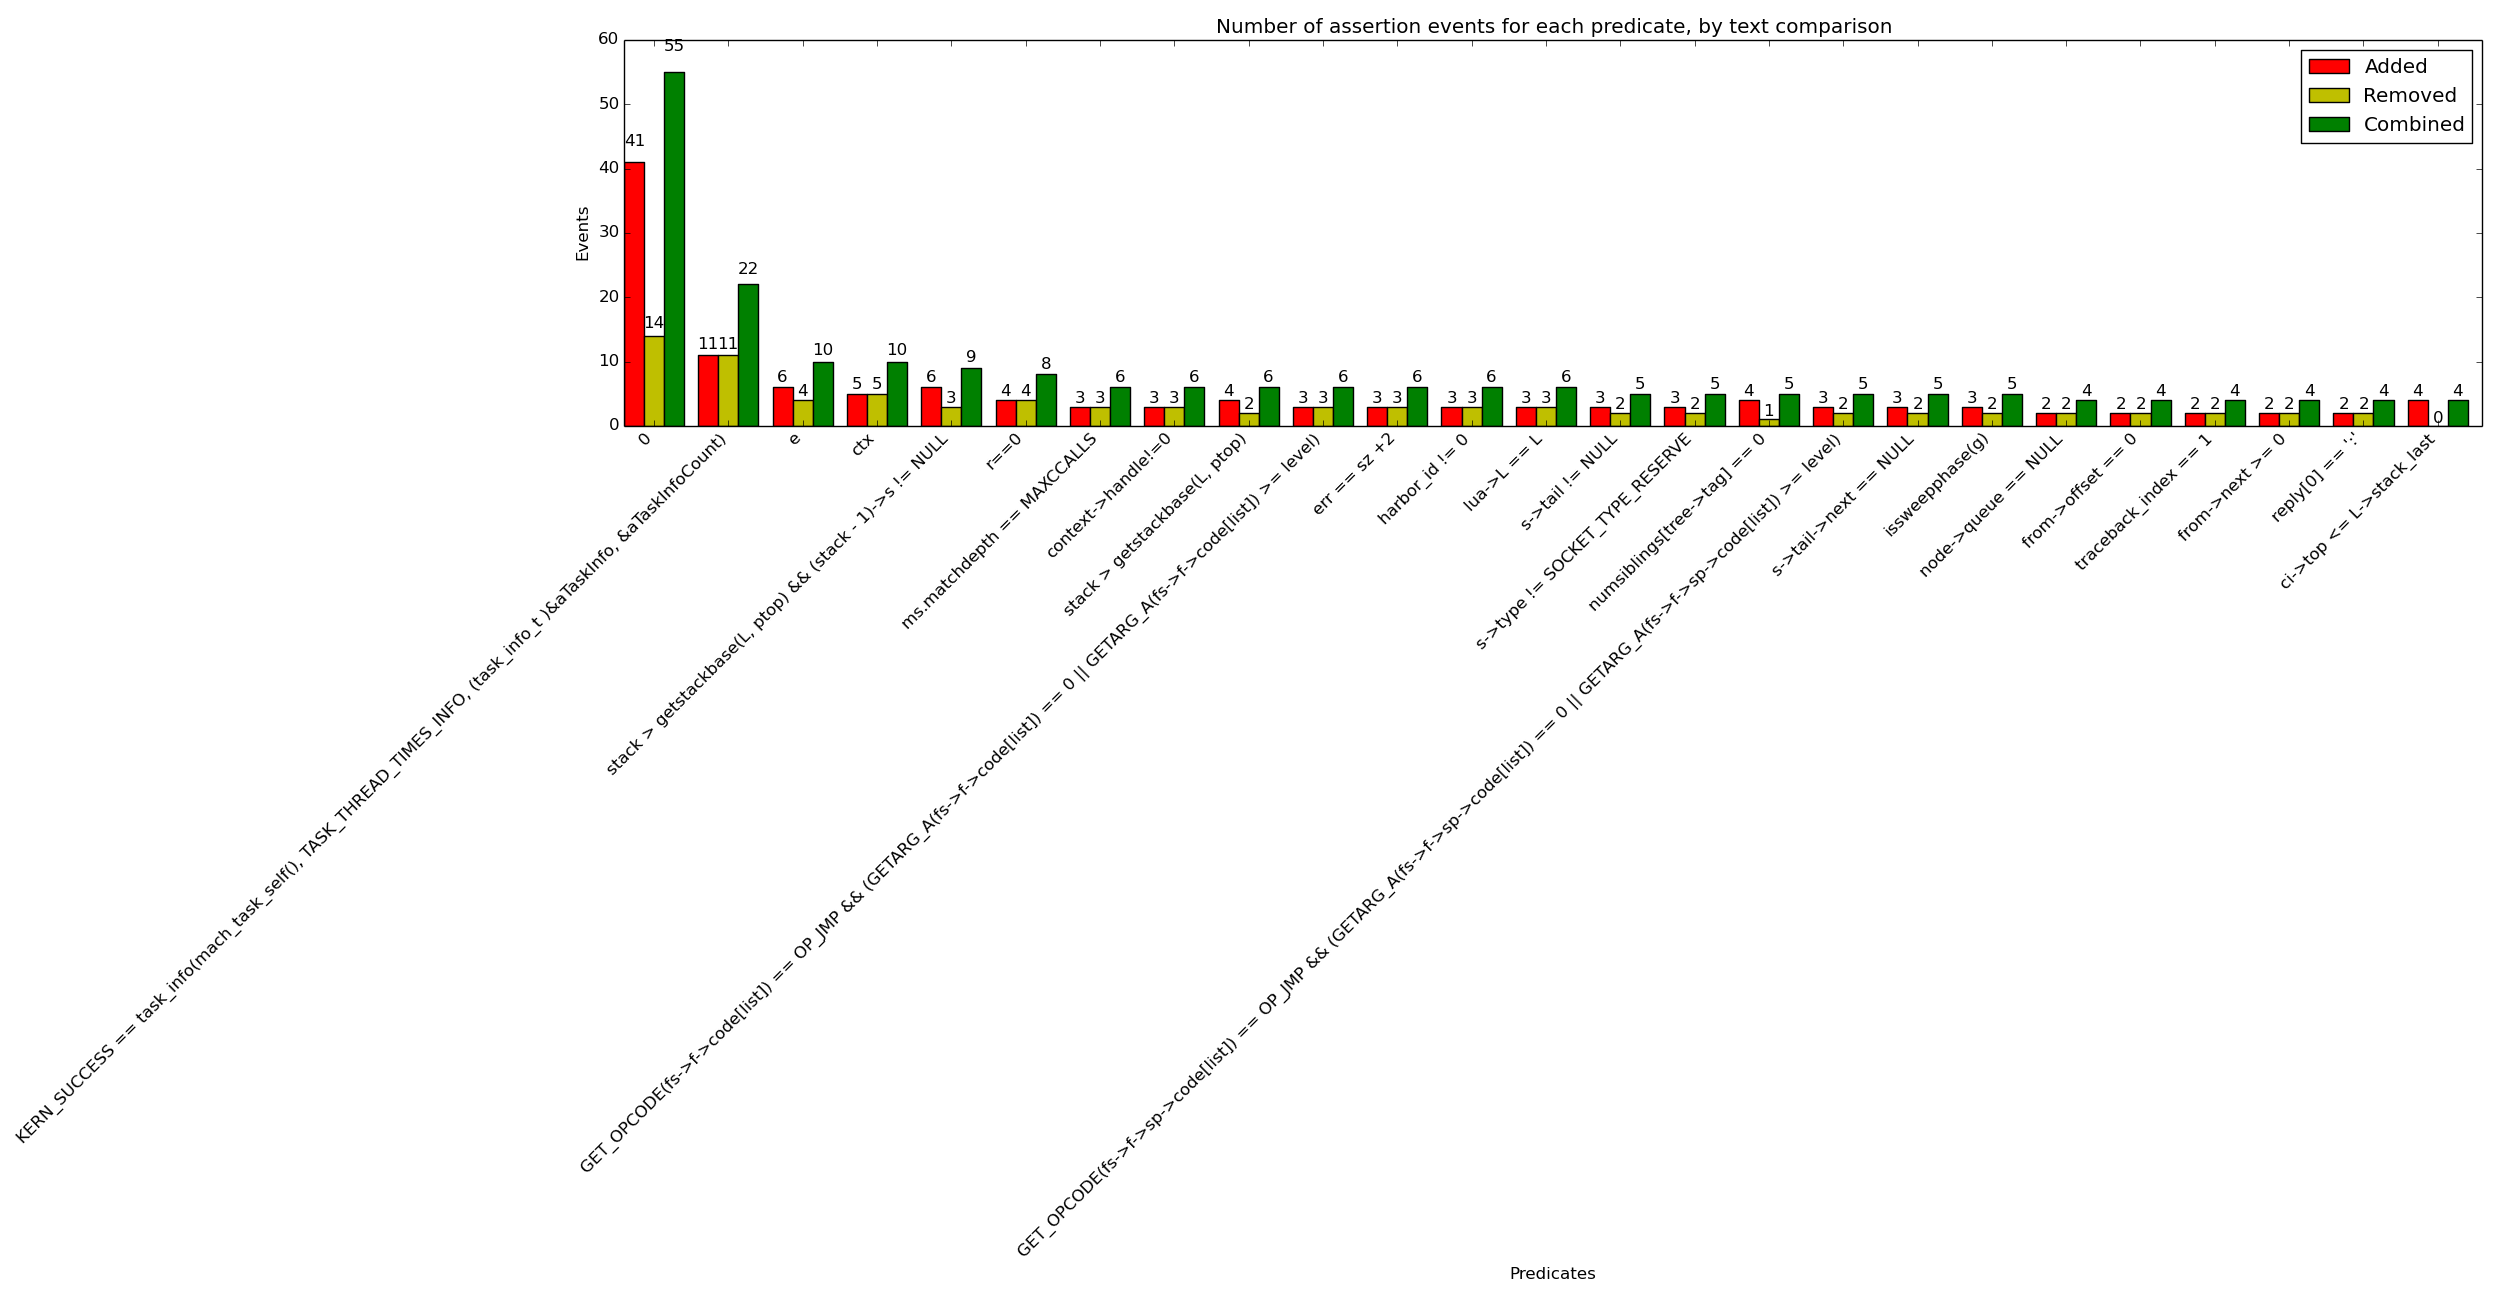 Number of assertion events for each predicate, by text comparison
Added
Removed
Combined
Events
60
50
40
30
20
10
0
41 14 55
11 11 22
6 4 10
5 5 10
6 3 9
4 4 8
3 3 6
3 3 6
4 2 6
3 3 6
3 3 6
3 3 6
3 3 6
3 2 5
3 2 5
4 1 5
3 2 5
3 2 5
3 2 5
2 2 4
2 2 4
2 2 4
2 2 4
2 2 4
4 0 4
0
KERN_SUCCESS == task_info(mach_task_self(), TASK_THREAD_TIMES_INFO, (task_info_t )&aTaskInfo, &aTaskInfoCount)
e
ctx
stack > getstackbase(L, ptop) && (stack - 1)->s != NULL
r==0
ms.matchdepth == MAXCCALLS
context->handle!=0
stack > getstackbase(L, ptop)
GET_OPCODE(fs->f->code[list]) == OP_JMP && (GETARG_A(fs->f->code[list]) == 0 || GETARG_A(fs->f->code[list]) >= level)
err == sz +2
harbor_id != 0
lua->L == L
s->tail != NULL
s->type != SOCKET_TYPE_RESERVE
numsiblings[tree->tag] == 0
GET_OPCODE(fs->f->sp->code[list]) == OP_JMP && (GETARG_A(fs->f->sp->code[list]) == 0 || GETARG_A(fs->f->sp->code[list]) >= level)
s->tail->next == NULL
issweepphase(g)
node->queue == NULL
from->offset == 0
traceback_index == 1
from->next >= 0
reply[0] == ':'
ci->top <= L->stack_last
Predicates